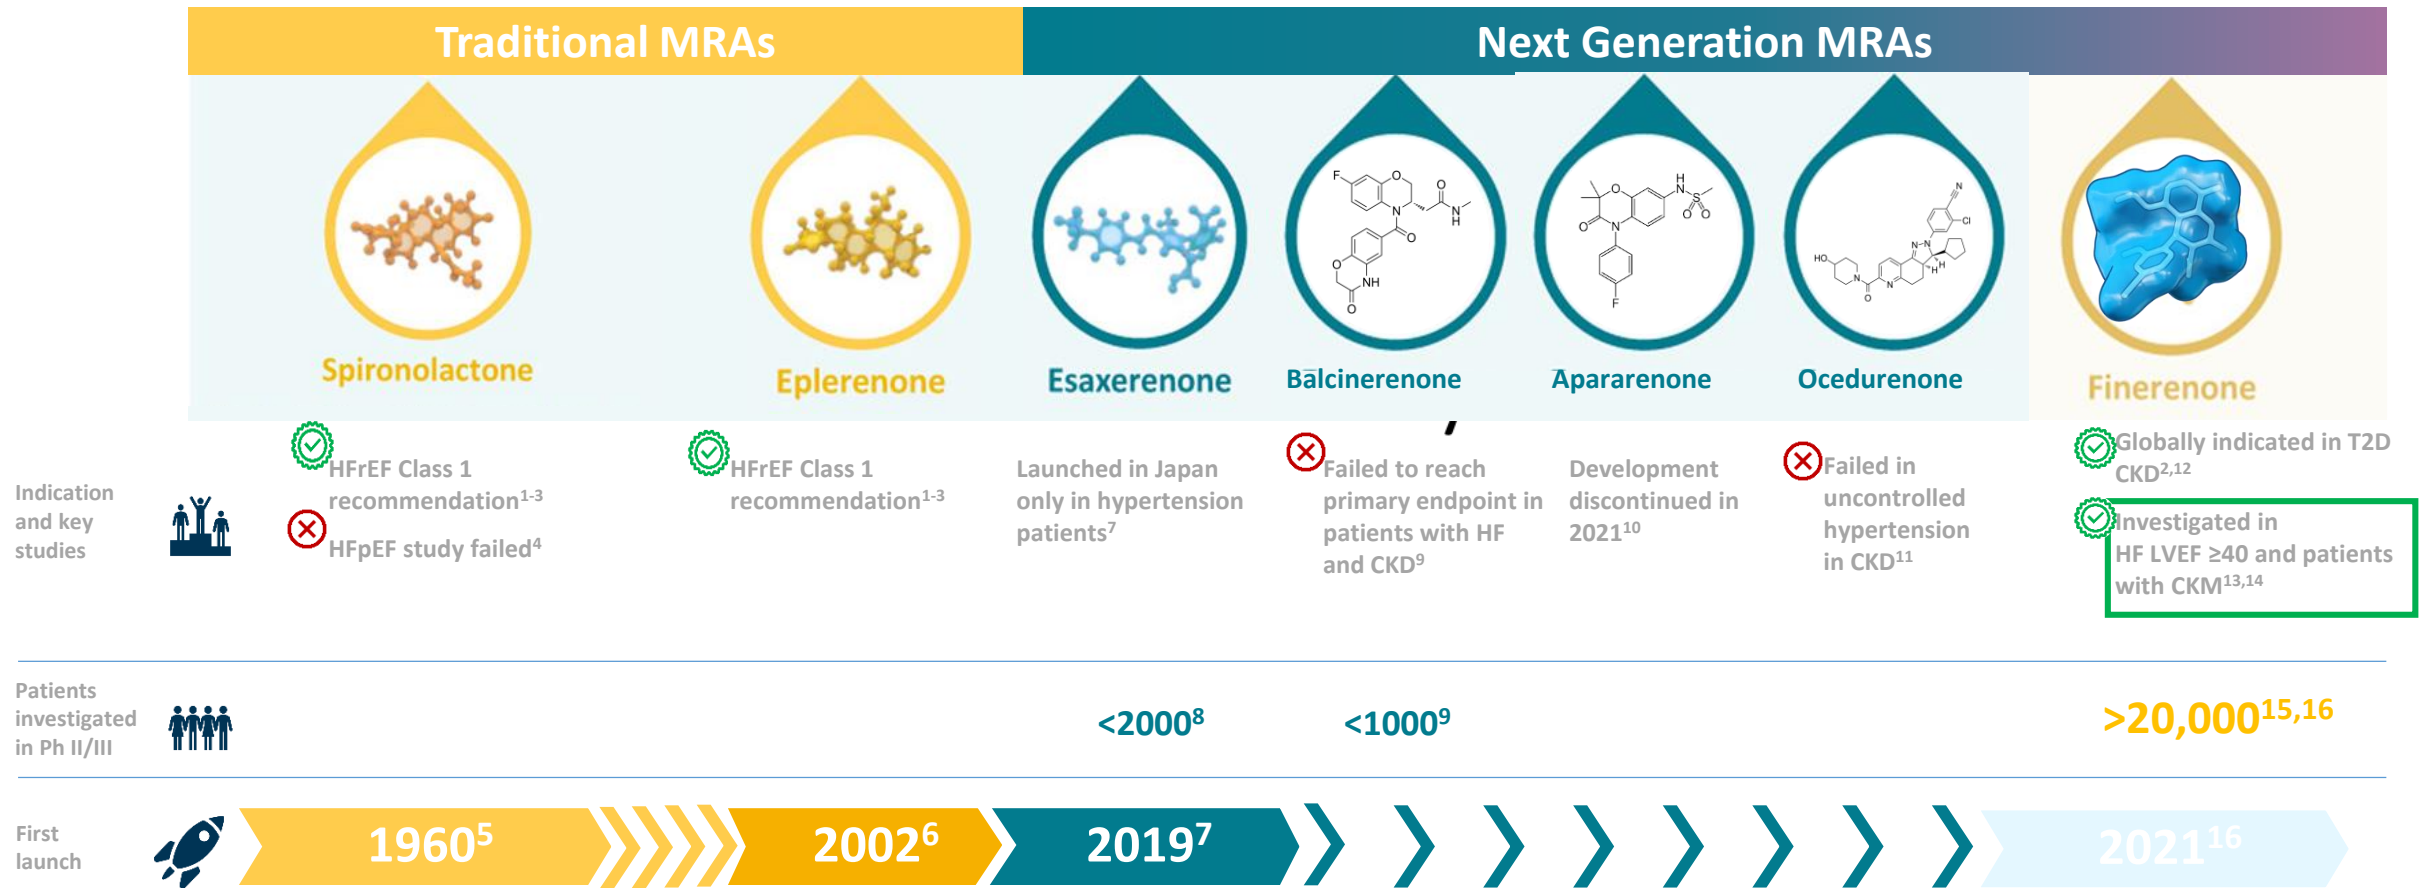 Traditional MRAs
Next Generation MRAs
F
O
N
O
N
H
O
O
NH
O
O
O
N
F
H
N
S
O
O
N
Cl
N
N
H
H
HO
N
O
N
Spironolactone
Eplerenone
Esaxerenone
Balcinerenone
Apararenone
Ocedurenone
Finerenone
Indication
and key
studies
HFrEF Class 1
recommendation1-3
HFpEF study failed4
HFrEF Class 1
recommendation1-3
Launched in Japan
only in hypertension
patients7
Failed to reach
primary endpoint in
patients with HF
and CKD9
Development
discontinued in
202110
Failed in
uncontrolled
hypertension
in CKD11
Globally indicated in T2D
CKD2,12
Investigated in
HF LVEF ≥40 and patients
with CKM13,14
Patients
investigated
in Ph II/III
<20008
<10009
>20,00015,16
First
launch
19605
20026
20197
202116